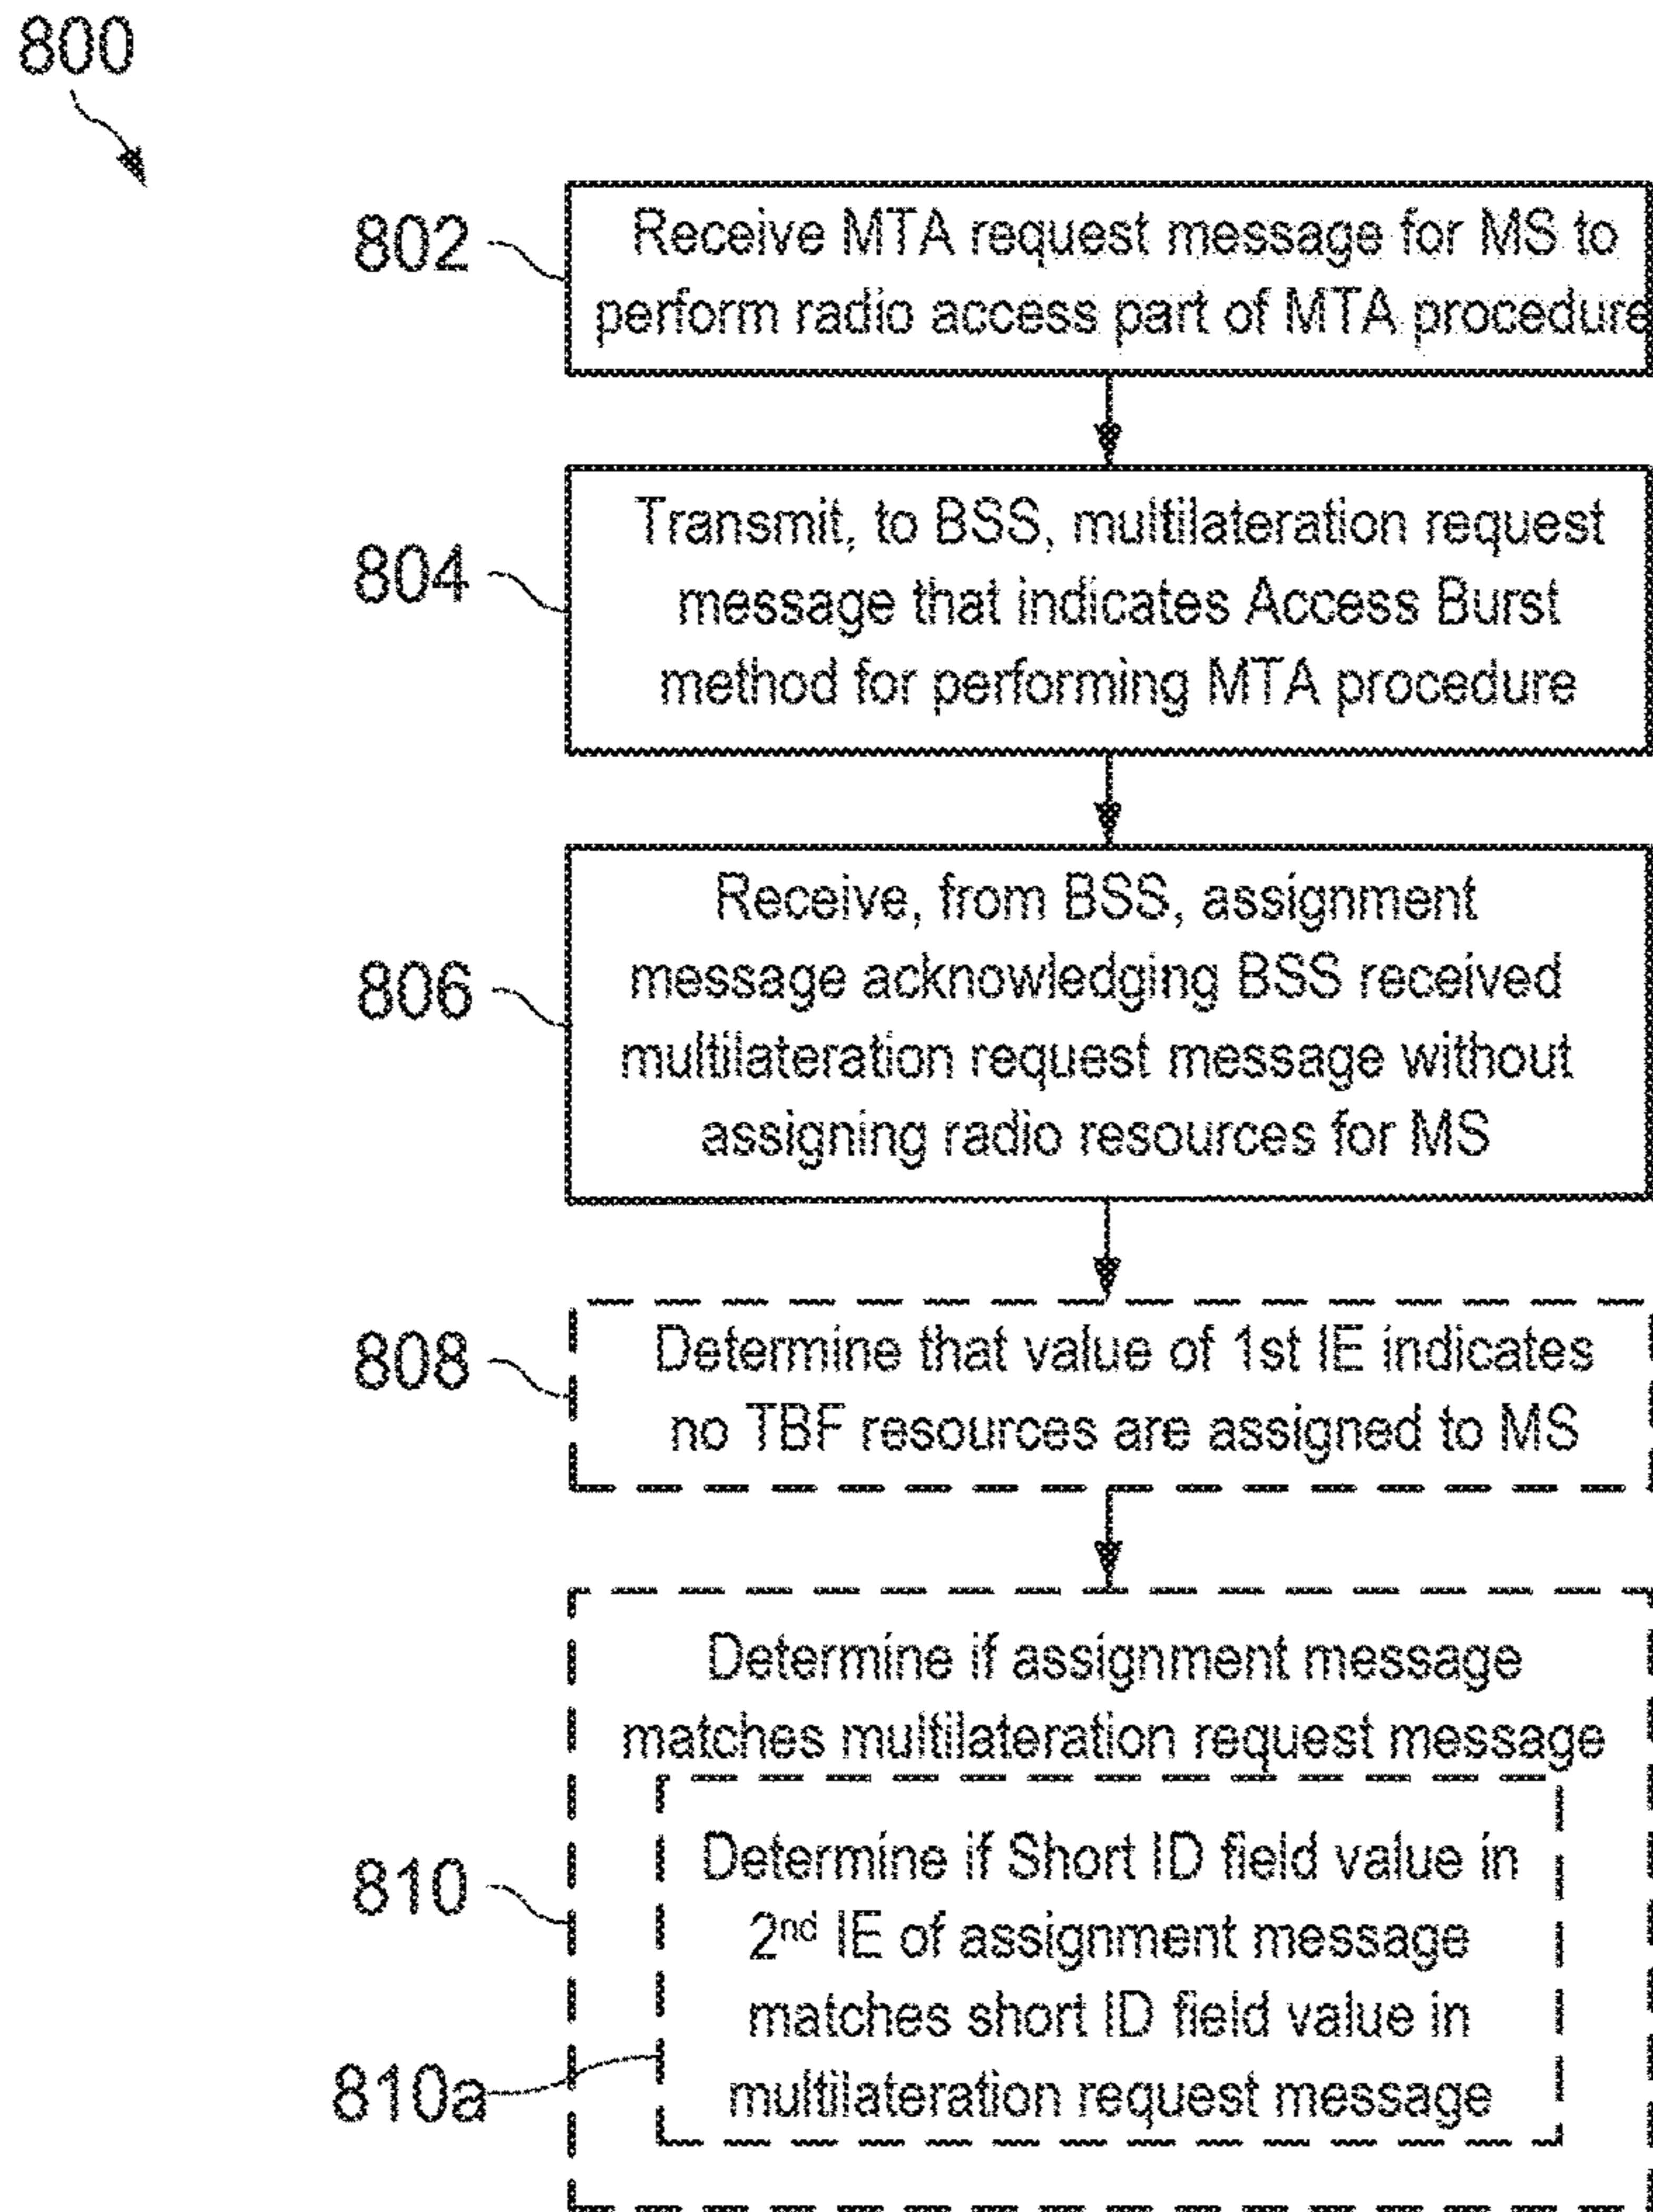 800
802
Receive MTA request message for MS to
perform radio access part of MTA procedure
804
Transmit, to BSS, multilateration request
message that indicates Access Burst
method for performing MTA procedure
806
Receive, from BSS, assignment
message acknowledging BSS received
multilateration request message without
assigning radio resources for MS
808
Determine that value of 1st IE indicates
no TBF resources are assigned to MS
810
Determine if assignment message
matches multilateration request message
810a
Determine if Short ID field value in
2nd IE of assignment message
matches short ID field value in
multilateration request message